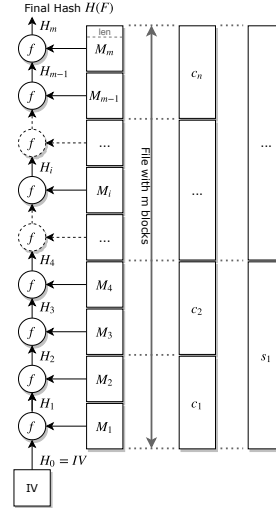 Final Hash H(F)
H_m
len
f
M_m
H_{m−1}
f
M_{m−1}
c_n
f
...
...
H_i
f
M_i
...
f
...
H_4
f
M_4
H_3
c_2
f
M_3
s_1
H_2
f
M_2
H_1
c_1
f
M_1
H_0 = IV
IV
File with m blocks